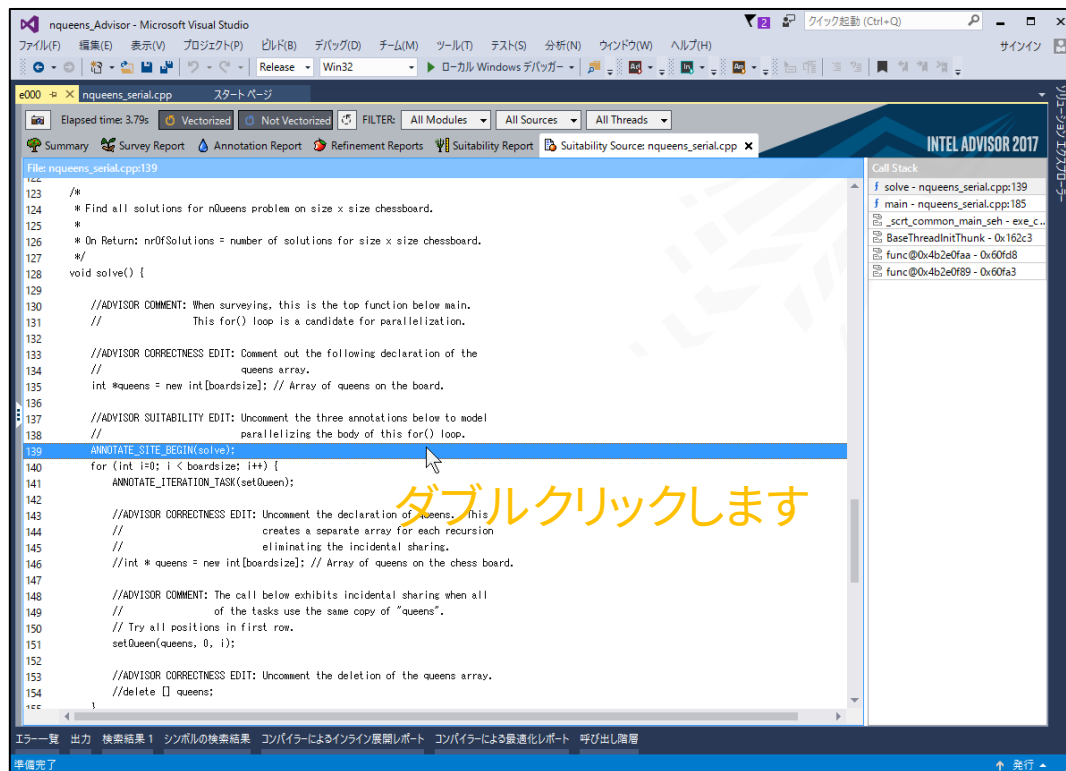 nqueens_Advisor - Microsoft Visual Studio
2
クイック起動 (Ctrl+Q)
ファイル(F) 編集(E) 表示(V) プロジェクト(P) ビルド(B) デバッグ(D) チーム(M) ツール(T) テスト(S) 分析(N) ウィンドウ(W) ヘルプ(H)
サインイン
Release Win32 ローカル Windows デバッガー
e000 nqueens_serial.cpp スタート ページ
Elapsed time: 3.79s Vectorized Not Vectorized FILTER: All Modules All Sources All Threads
Summary Survey Report Annotation Report Refinement Reports Suitability Report Suitability Source: nqueens_serial.cpp
INTEL ADVISOR 2017
ソリューション エクスプローラー
File: nqueens_serial.cpp:139
122
123 /*
124 * Find all solutions for nQueens problem on size x size chessboard.
125 *
126 * On Return: nrOfSolutions = number of solutions for size x size chessboard.
127 */
128 void solve() {
129
130 //ADVISOR COMMENT: When surveying, this is the top function below main.
131 // This for() loop is a candidate for parallelization.
132
133 //ADVISOR CORRECTNESS EDIT: Comment out the following declaration of the
134 // queens array.
135 int *queens = new int[boardsize]; // Array of queens on the board.
136
137 //ADVISOR SUITABILITY EDIT: Uncomment the three annotations below to model
138 // parallelizing the body of this for() loop.
139 ANNOTATE_SITE_BEGIN(solve);
140 for (int i=0; i < boardsize; i++) {
141 ANNOTATE_ITERATION_TASK(setQueen);
142
143 //ADVISOR CORRECTNESS EDIT: Uncomment the declaration of queens. This
144 // creates a separate array for each recursion
145 // eliminating the incidental sharing.
146 //int * queens = new int[boardsize]; // Array of queens on the chess board.
147
148 //ADVISOR COMMENT: The call below exhibits incidental sharing when all
149 // of the tasks use the same copy of "queens".
150 // Try all positions in first row.
151 setQueen(queens, 0, i);
152
153 //ADVISOR CORRECTNESS EDIT: Uncomment the deletion of the queens array.
154 //delete [] queens;
155 }
ダブルクリックします
Call Stack
solve - nqueens_serial.cpp:139
main - nqueens_serial.cpp:185
_scrt_common_main_seh - exe_c...
BaseThreadInitThunk - 0x162c3
func@0x4b2e0faa - 0x60fd8
func@0x4b2e0f89 - 0x60fa3
エラー一覧 出力 検索結果 1 シンボルの検索結果 コンパイラーによるインライン展開レポート コンパイラーによる最適化レポート 呼び出し階層
準備完了
発行